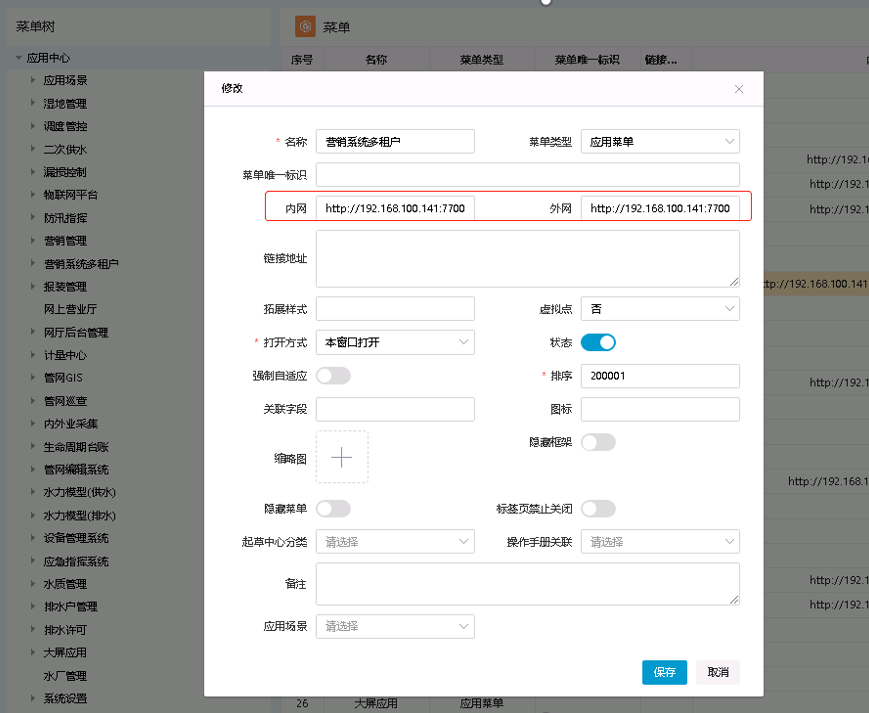 菜单树
菜单
应用中心
序号 名称 菜单类型 菜单唯一标识 链接...
应用场景
湿地管理
调度管控
二次供水
漏损控制
物联网平台
防汛指挥
营销管理
营销系统多租户
报装管理
网上营业厅
网厅后台管理
计量中心
管网GIS
管网巡查
内外业采集
生命周期台账
管网编辑系统
水力模型(供水)
水力模型(排水)
设备管理系统
应急指挥系统
水质管理
排水户管理
排水许可
大屏应用
水厂管理
系统设置
修改
* 名称 营销系统多租户 菜单类型 应用菜单
菜单唯一标识
内网 http://192.168.100.141:7700 外网 http://192.168.100.141:7700
链接地址
拓展样式 虚拟点 否
* 打开方式 本窗口打开 状态
强制自适应 * 排序 200001
关联字段 图标
缩略图 隐藏框架
隐藏菜单 标签页禁止关闭
起草中心分类 请选择 操作手册关联 请选择
备注
应用场景 请选择
保存 取消
http://192.1
http://192.1
http://192.1
ttp://192.168.100.141
http://192.1
http://192.168.1
http://192.1
http://192.1
26 大屏应用 应用菜单